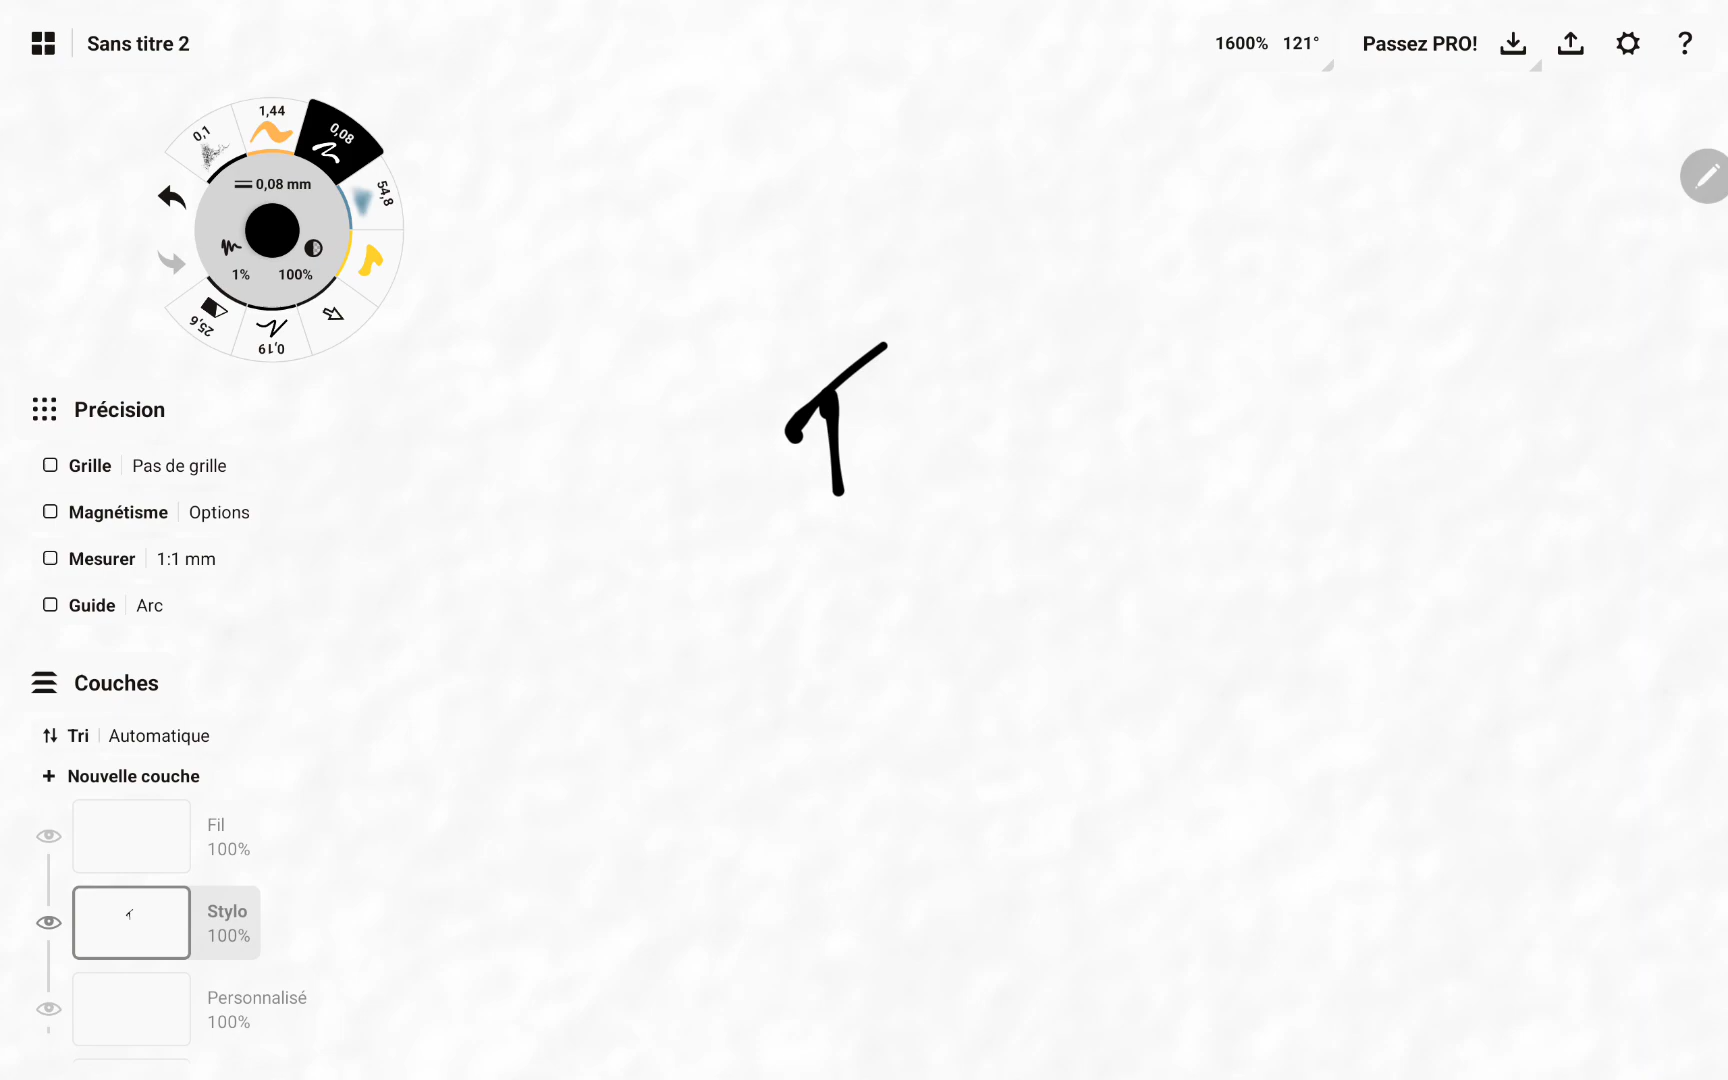 Sans titre 2
1600% 121° Passez PRO! ?
0,1
1,44
0,08
54,8
0,08 mm
1% 100%
25,6
0,19
Précision
Grille Pas de grille
Magnétisme Options
Mesurer 1:1 mm
Guide Arc
Couches
Tri Automatique
+ Nouvelle couche
Fil
100%
Stylo
100%
Personnalisé
100%